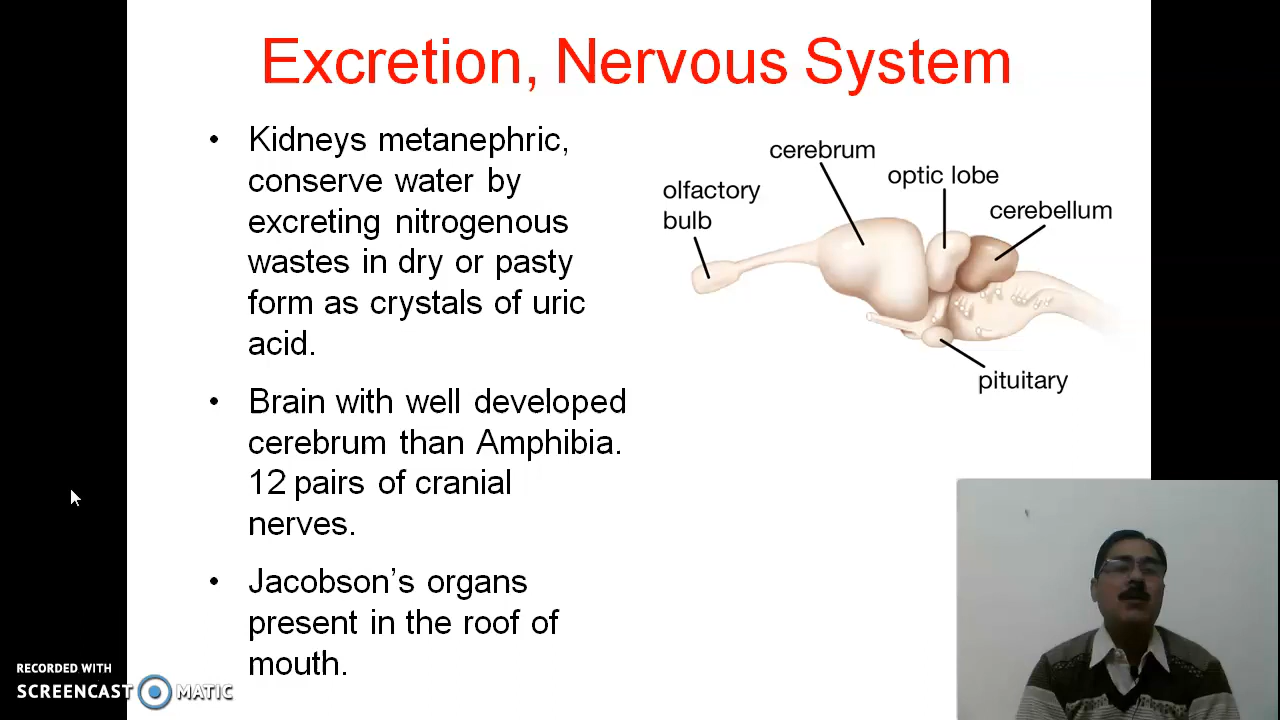 Excretion, Nervous System
• Kidneys metanephric,
conserve water by
excreting nitrogenous
wastes in dry or pasty
form as crystals of uric
acid.
• Brain with well developed
cerebrum than Amphibia.
12 pairs of cranial
nerves.
• Jacobson's organs
present in the roof of
mouth.
cerebrum
optic lobe
olfactory
bulb
cerebellum
pituitary
RECORDED WITH
SCREENCAST MATIC